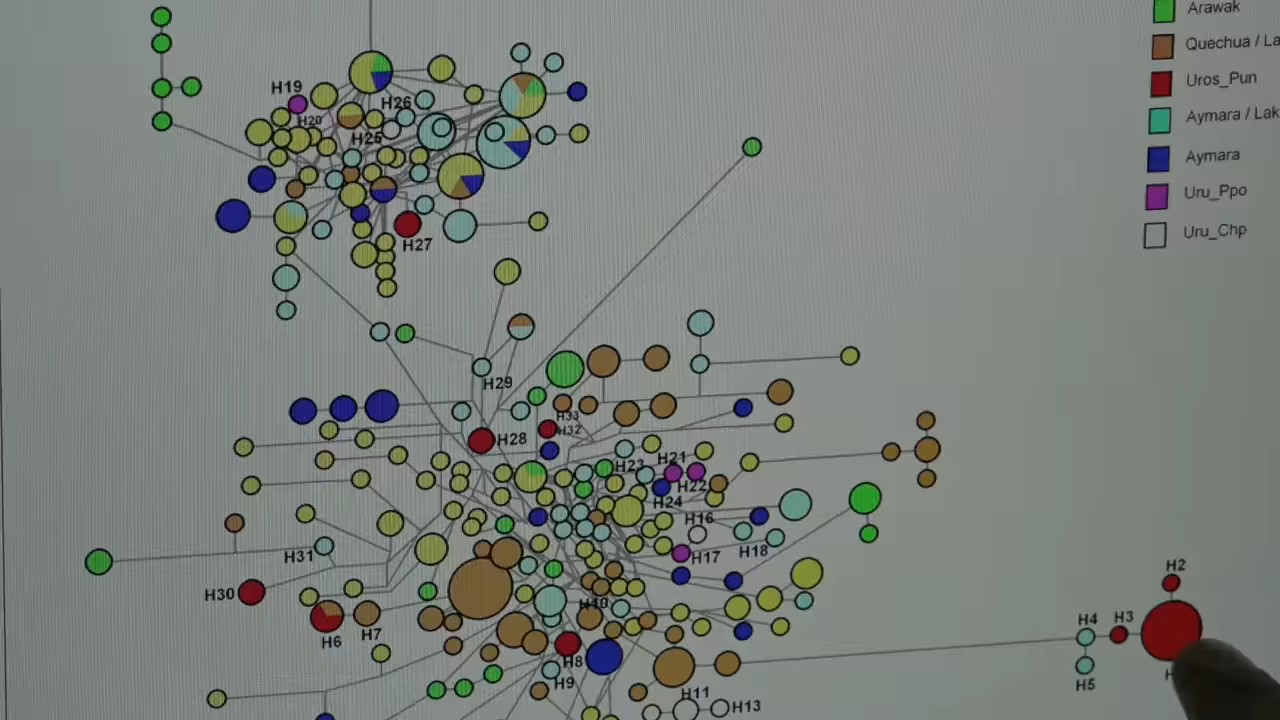 Arawak
Quechua / La
Uros_Pun
Aymara / Lak
Aymara
Uru_Ppo
Uru_Chp
H19
H26
H20
H25
H27
H29
H33
H32
H28
H23
H21
H22
H24
H16
H31
H17
H18
H30
H10
H6
H7
H8
H9
H11
H13
H2
H4
H3
H5
H